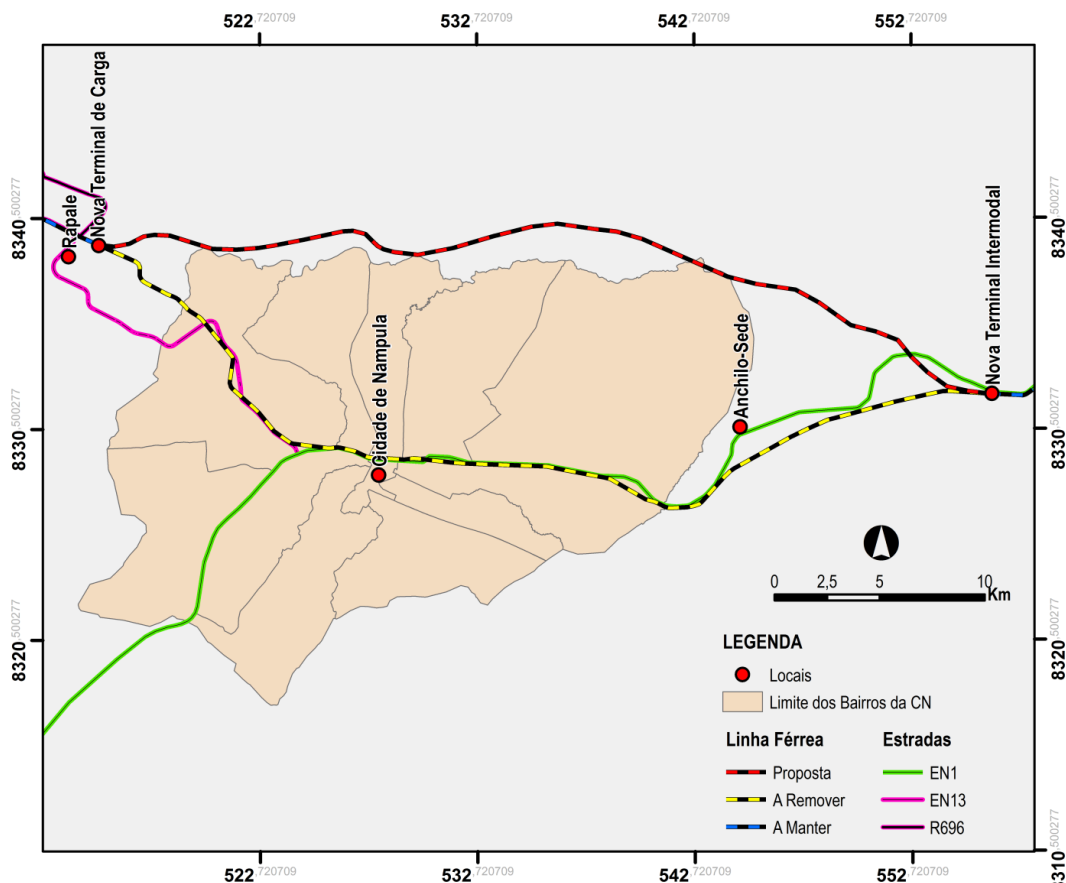 522,720709 532,720709 542,720709 552,720709
8340,500277
8330,500277
8320,500277
8340,500277
8330,500277
8320,500277
8310,500277
Nova Terminal de Carga
Rapale
Cidade de Nampula
Anchilo-Sede
Nova Terminal Intermodal
0 2,5 5 10 Km
LEGENDA
Locais
Limite dos Bairros da CN
Linha Férrea Estradas
Proposta EN1
A Remover EN13
A Manter R696
522,720709 532,720709 542,720709 552,720709